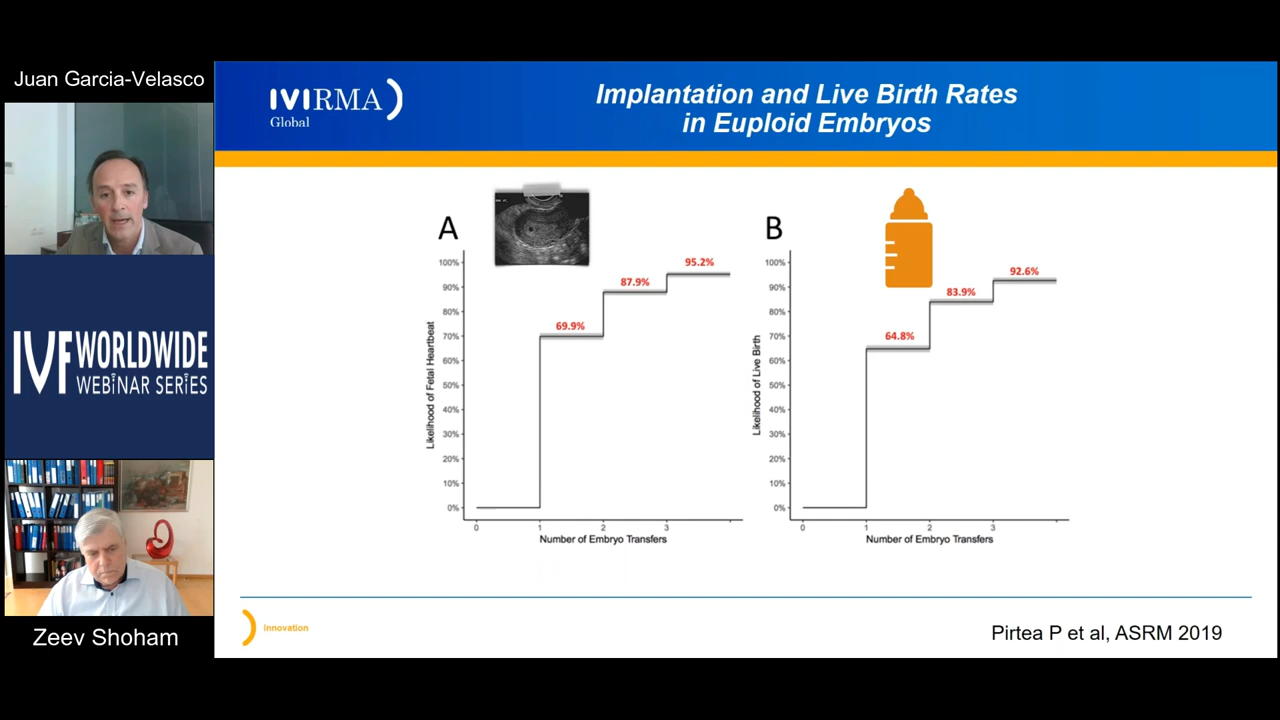 Juan Garcia-Velasco
IVF WORLDWIDE
WEBINAR SERIES
Zeev Shoham
IVIRMA
Global
Implantation and Live Birth Rates
in Euploid Embryos
A
100%
90%
80%
70%
60%
50%
40%
30%
20%
10%
0%
Likelihood of Fetal Heartbeat
69.9%
87.9%
95.2%
0 1 2 3
Number of Embryo Transfers
B
100%
90%
80%
70%
60%
50%
40%
30%
20%
10%
0%
Likelihood of Live Birth
64.8%
83.9%
92.6%
0 1 2 3
Number of Embryo Transfers
Innovation
Pirtea P et al, ASRM 2019